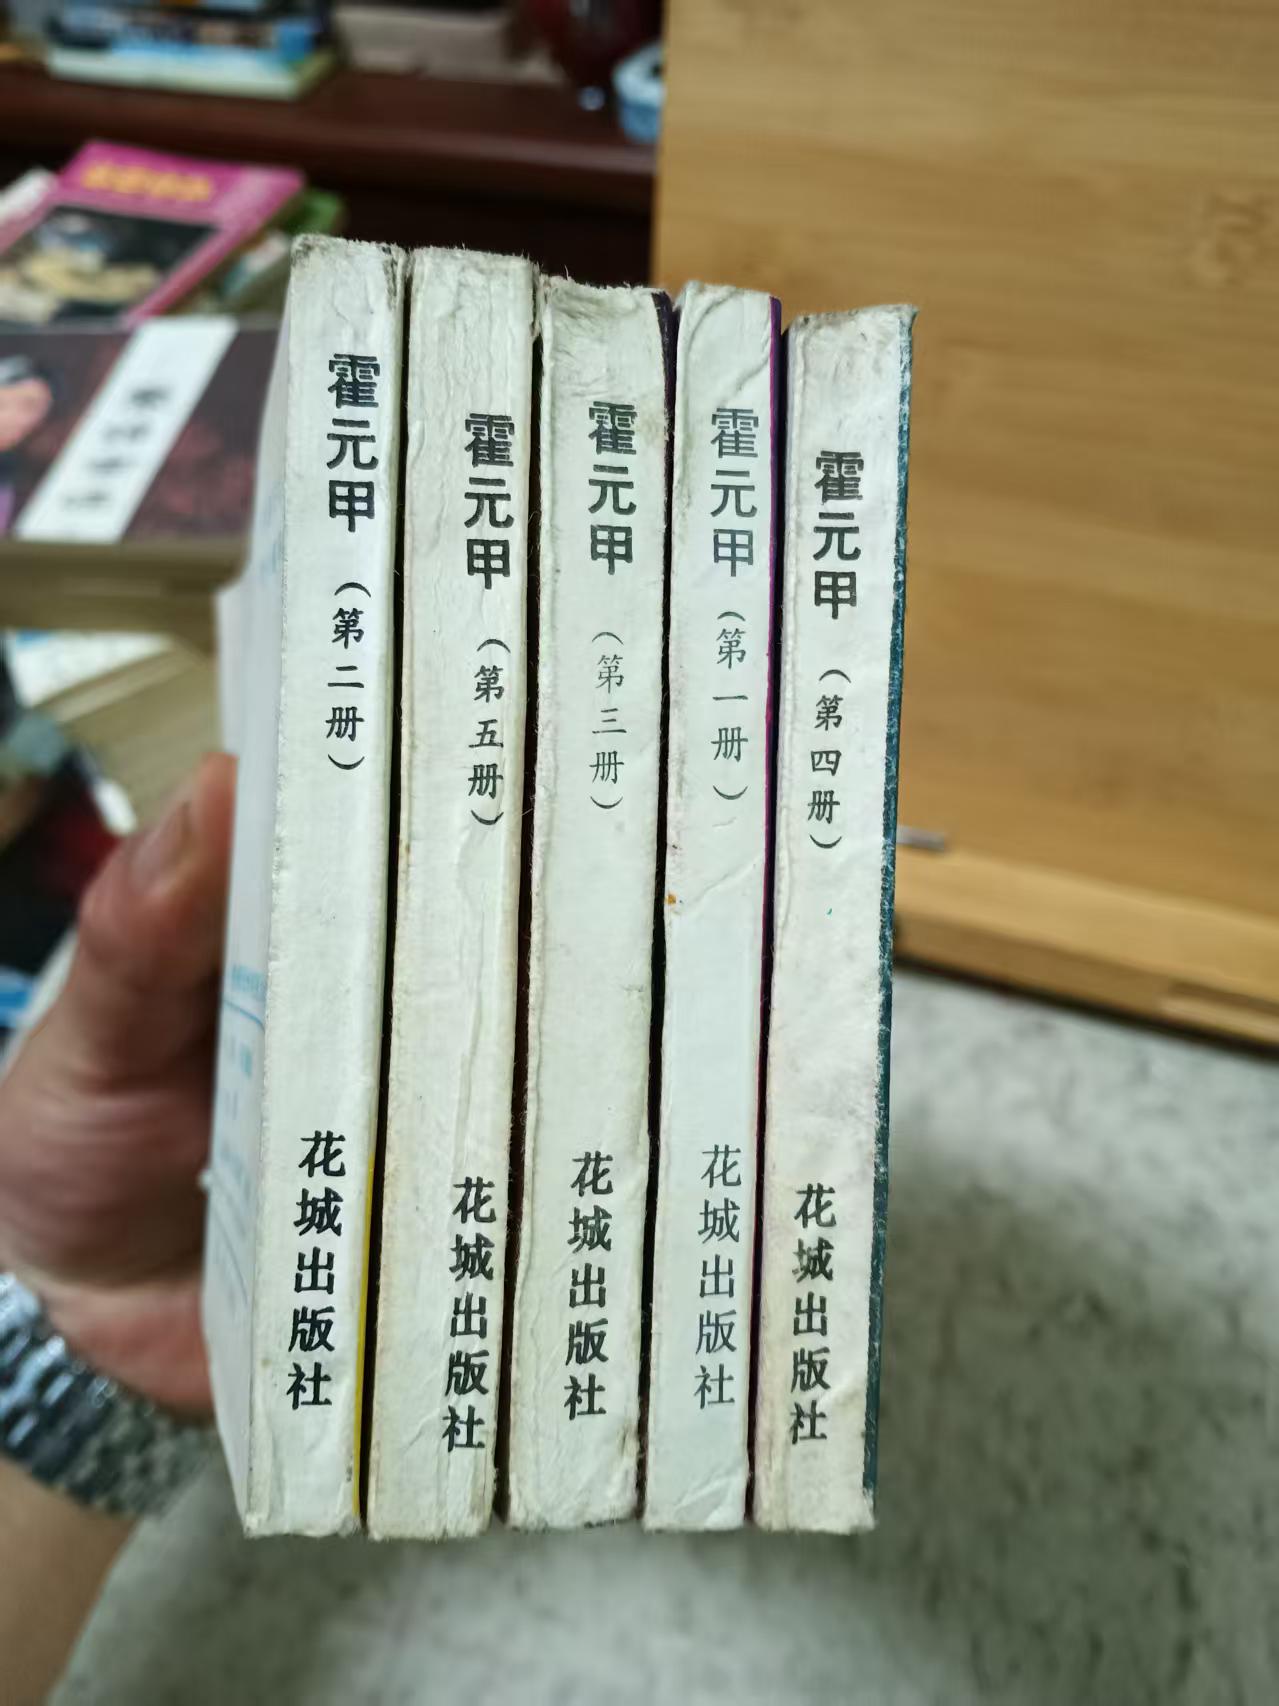 霍元甲（第二册）
花城出版社
霍元甲（第五册）
花城出版社
霍元甲（第三册）
花城出版社
霍元甲（第一册）
花城出版社
霍元甲（第四册）
花城出版社